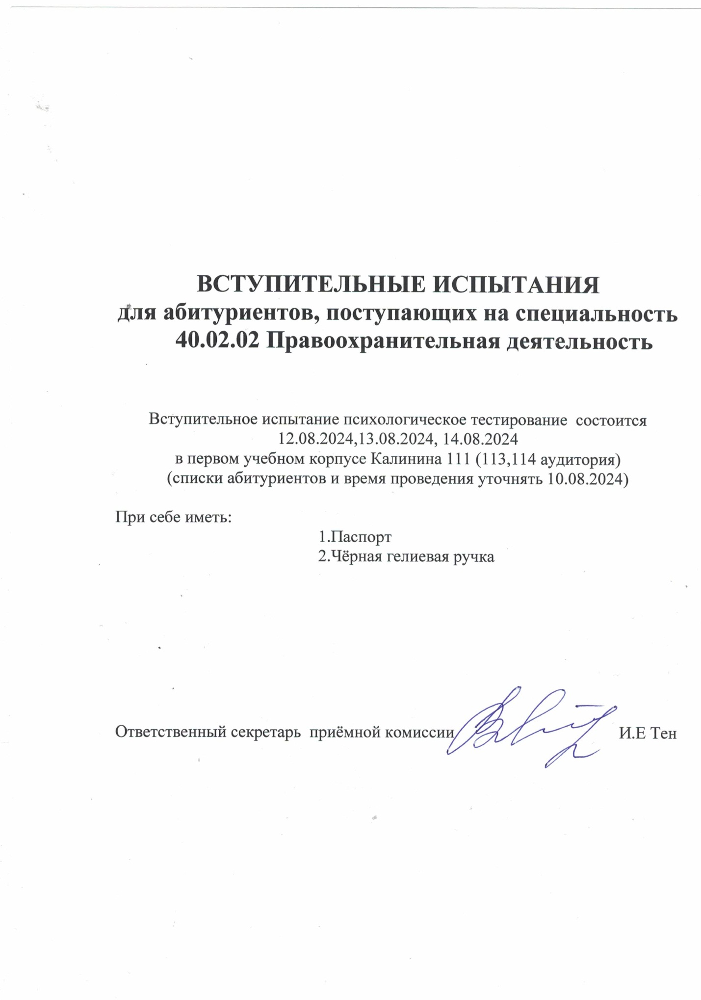 ВСТУПИТЕЛЬНЫЕ ИСПЫТАНИЯ
для абитуриентов, поступающих на специальность
40.02.02 Правоохранительная деятельность
Вступительное испытание психологическое тестирование состоится
12.08.2024,13.08.2024, 14.08.2024
в первом учебном корпусе Калинина 111 (113,114 аудитория)
(списки абитуриентов и время проведения уточнять 10.08.2024)
При себе иметь:
1.Паспорт
2.Чёрная гелиевая ручка
Ответственный секретарь приёмной комиссии И.Е Тен